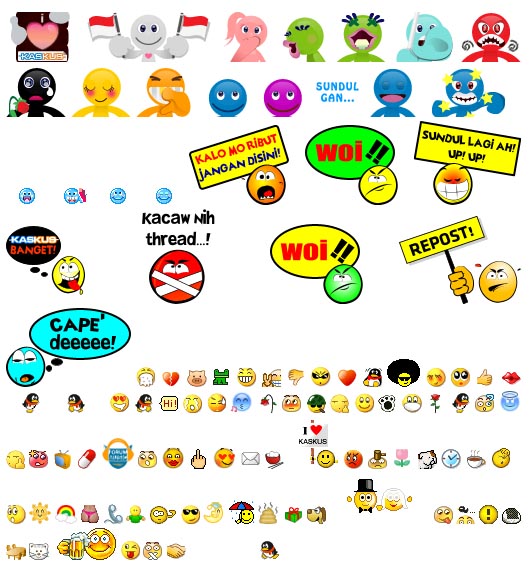 i
KASKUS
SUNDUL
GAN...
KALO MO RIBUT
JANGAN DISINI!
WOi !!
SUNDUL LAGI AH!
UP! UP!
KASKUS
BANGET!
KACAW NIH
THREAD...!
WOi !!
REPOST!
CAPE'
deeeee!
Hi!
I
KASKUS
FORUM